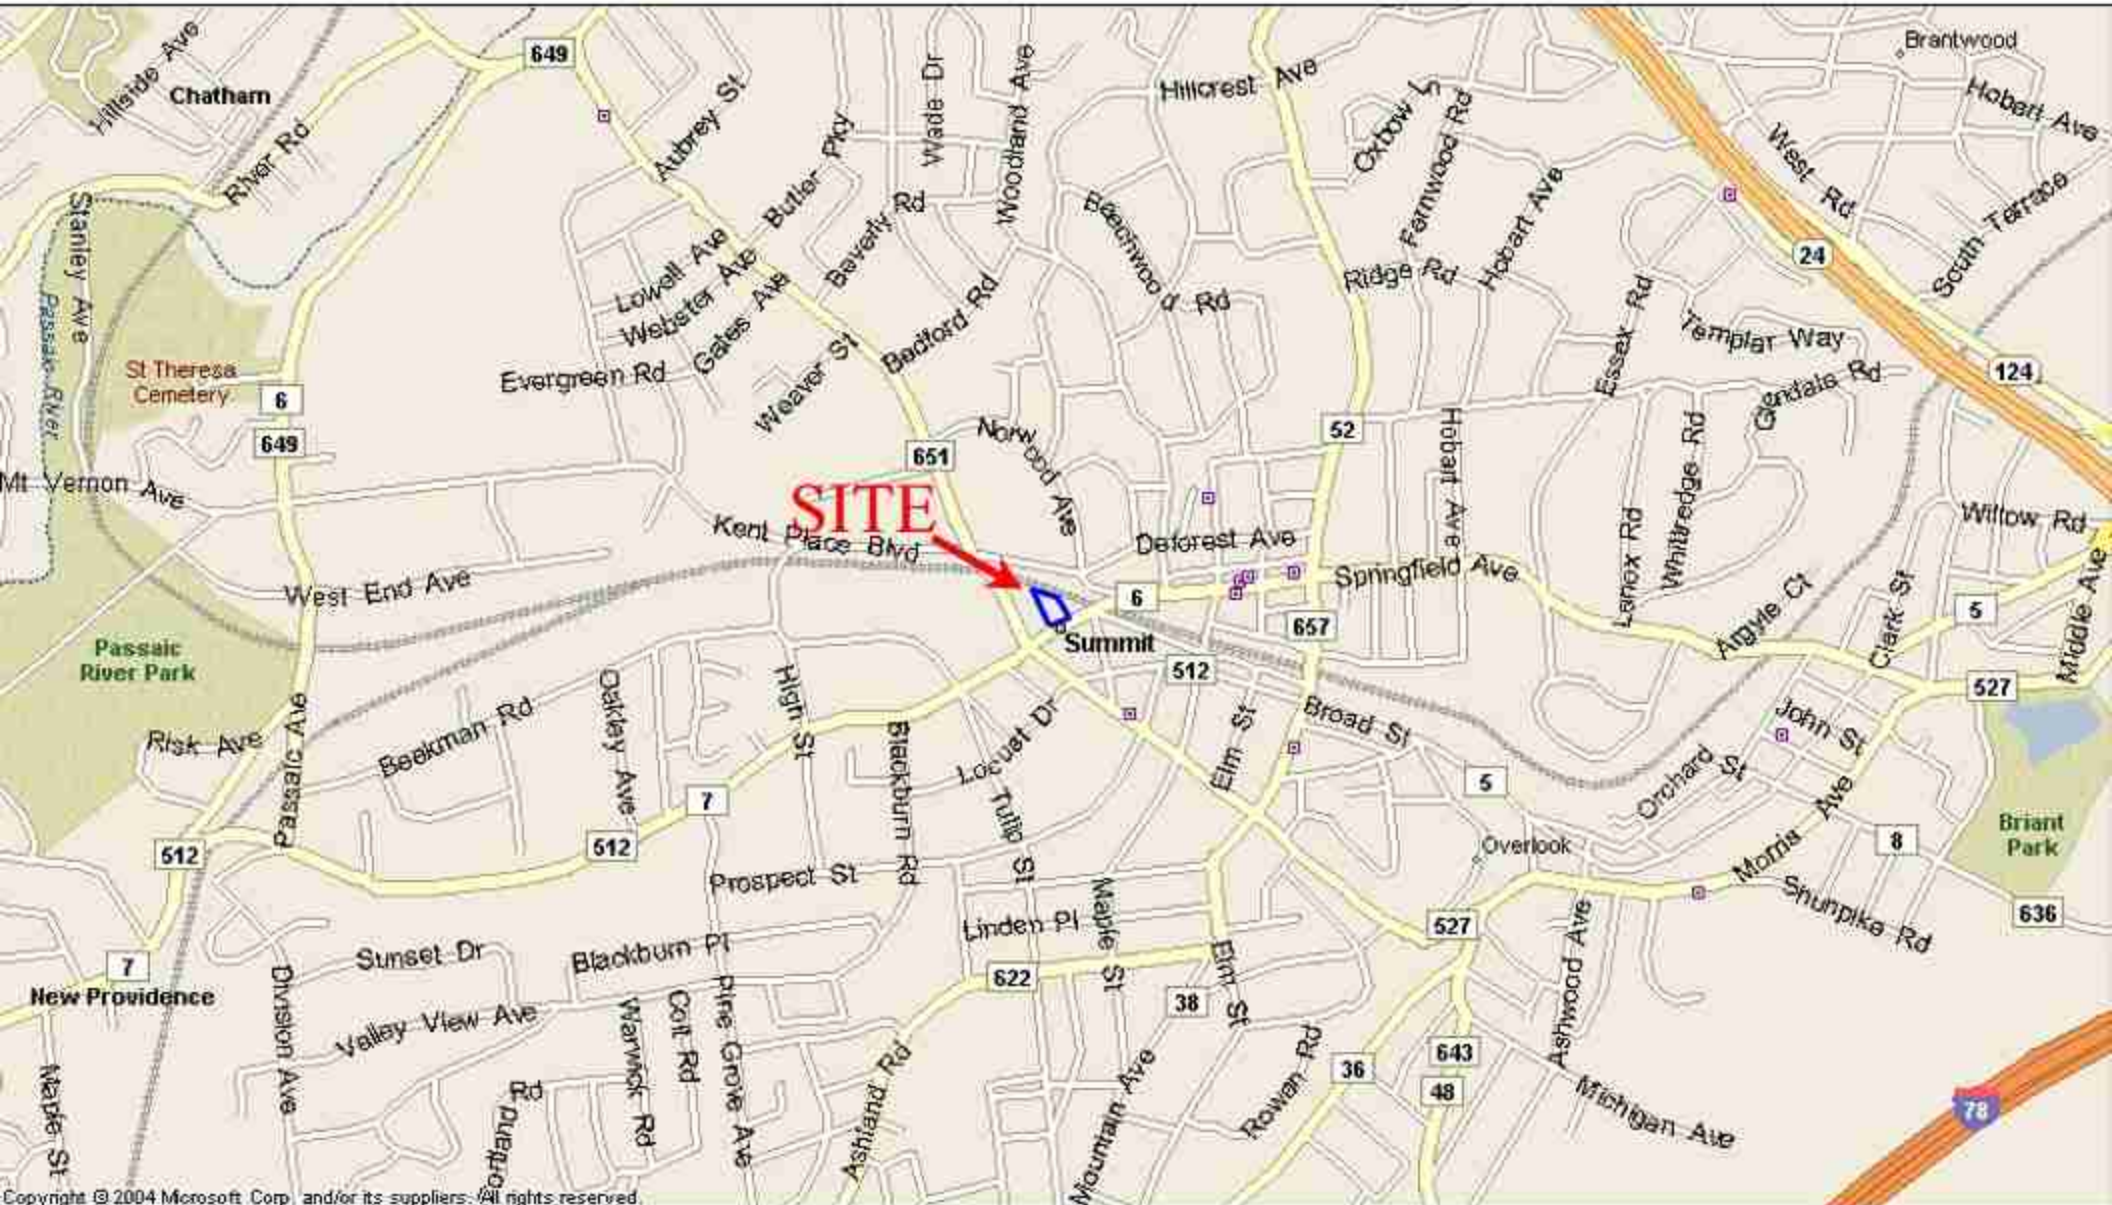 649
Brantwood
Hillside Ave
Chatham
Aubrey St
Wade Dr
Woodland Ave
Hillcrest Ave
Oxbow Ln
Fernwood Rd
Hobart Ave
River Rd
Butler Pky
West Rd
Stanley Ave
Beverly Rd
Beechwood Rd
Hobart Ave
South Terrace
24
Lowell Ave
Webster Ave
Gates Ave
Bedford Rd
Ridge Rd
Essex Rd
Templar Way
Passaic River
St Theresa
Cemetery
Evergreen Rd
Weaver St
124
Glendale Rd
6
649
651
Norwood Ave
52
Hobart Ave
Whittredge Rd
Mt Vernon Ave
SITE
Kent Place Blvd
Deforest Ave
Springfield Ave
Lenox Rd
Willow Rd
West End Ave
6
Argyle Ct
Clark St
5
Middle Ave
Passaic
River Park
Summit
657
512
527
Risk Ave
Passaic Ave
Beekman Rd
Oakley Ave
High St
Blackburn Rd
Locust Dr
Elm St
Broad St
John St
Orchard St
7
5
Tulip St
512
512
Overlook
Morris Ave
8
Briant
Park
Prospect St
Maple St
Linden Pl
527
Shunpike Rd
636
7
Sunset Dr
Blackburn Pl
622
Elm St
38
Ashwood Ave
New Providence
Division Ave
Valley View Ave
Warwick Rd
Colt Rd
Pine Grove Ave
Ashland Rd
Mountain Ave
Rowan Rd
36
643
48
Michigan Ave
78
Maple St
Portland Rd
Copyright © 2004 Microsoft Corp. and/or its suppliers. All rights reserved.